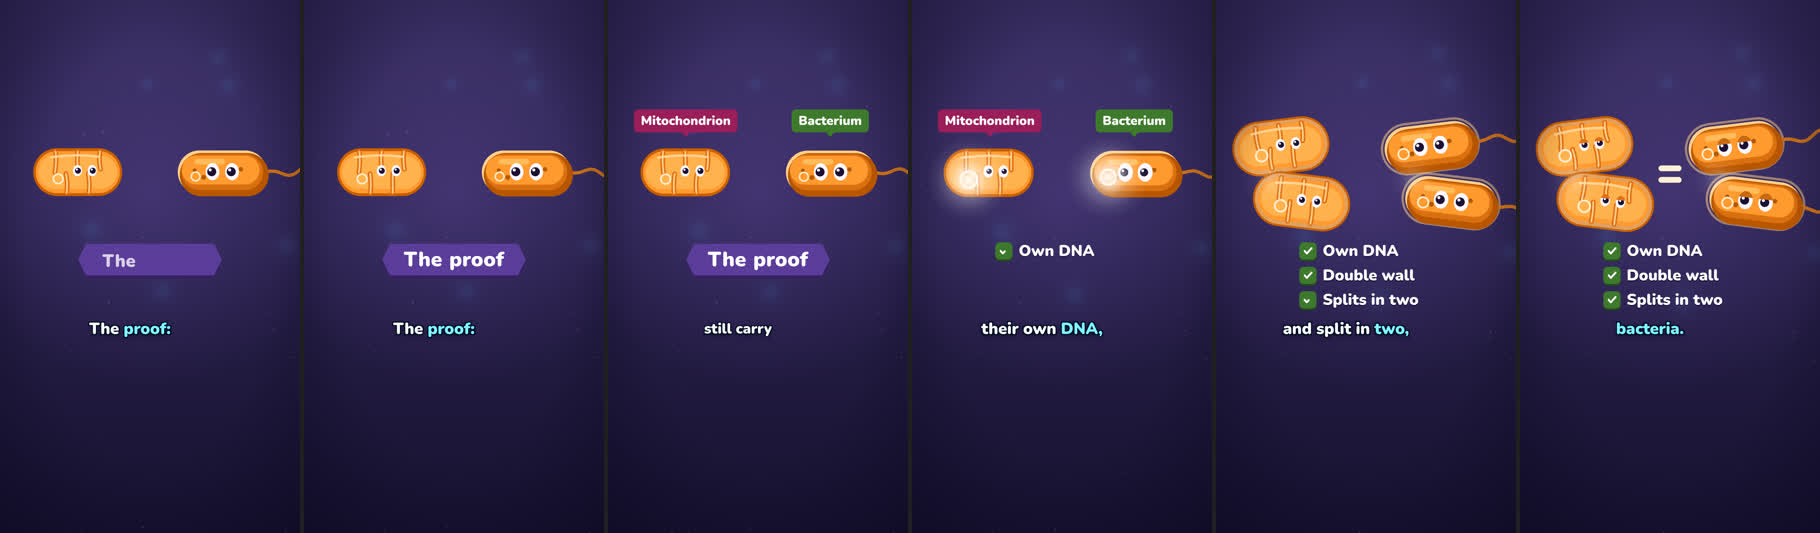 The
The proof:
The proof
The proof:
Mitochondrion
Bacterium
The proof
still carry
Mitochondrion
Bacterium
Own DNA
their own DNA,
Own DNA
Double wall
Splits in two
and split in two,
Own DNA
Double wall
Splits in two
bacteria.